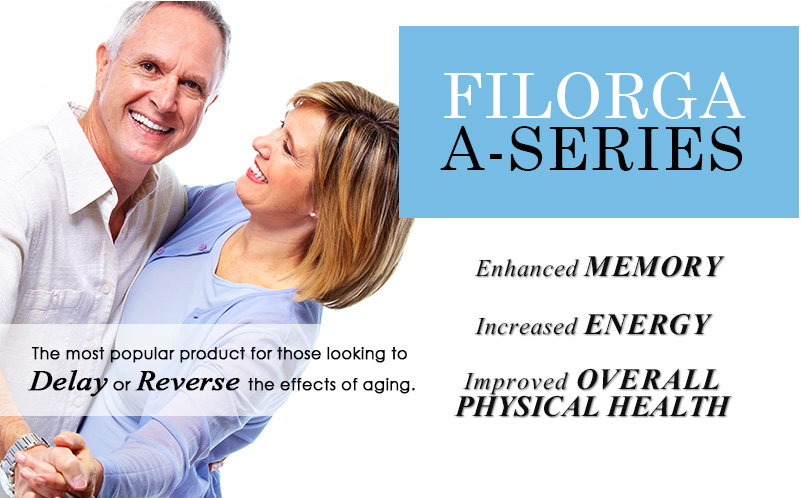 FILORGA
A-SERIES
Enhanced MEMORY
Increased ENERGY
Improved OVERALL
PHYSICAL HEALTH
The most popular product for those looking to
Delay or Reverse the effects of aging.